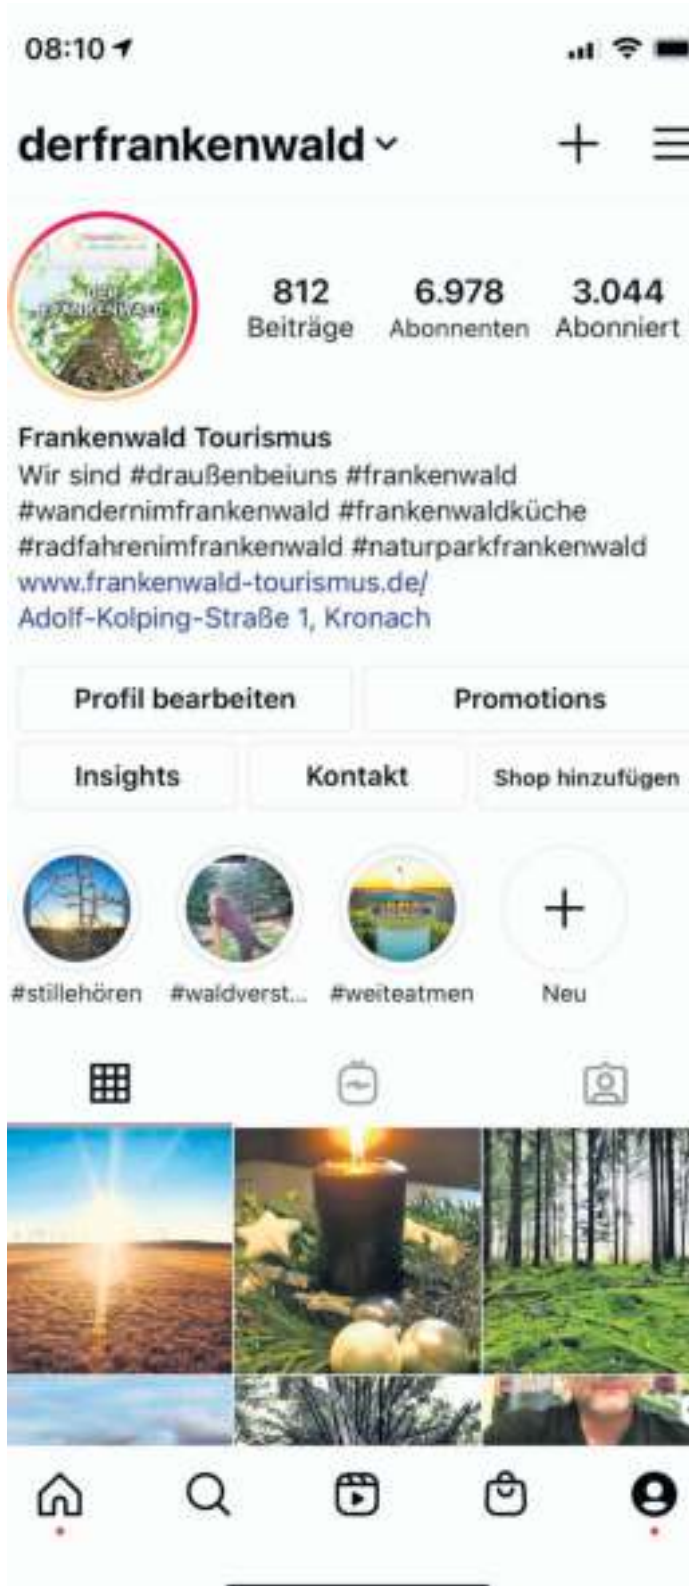 08:10
derfrankenwald
DER
FRANKENWALD
812 6.978 3.044
Beiträge Abonnenten Abonniert
Frankenwald Tourismus
Wir sind #draußenbeiuns #frankenwald
#wandernimfrankenwald #frankenwaldküche
#radfahrenimfrankenwald #naturparkfrankenwald
www.frankenwald-tourismus.de/
Adolf-Kolping-Straße 1, Kronach
Profil bearbeiten Promotions
Insights Kontakt Shop hinzufügen
#stillehören #waldverst... #weiteatmen Neu